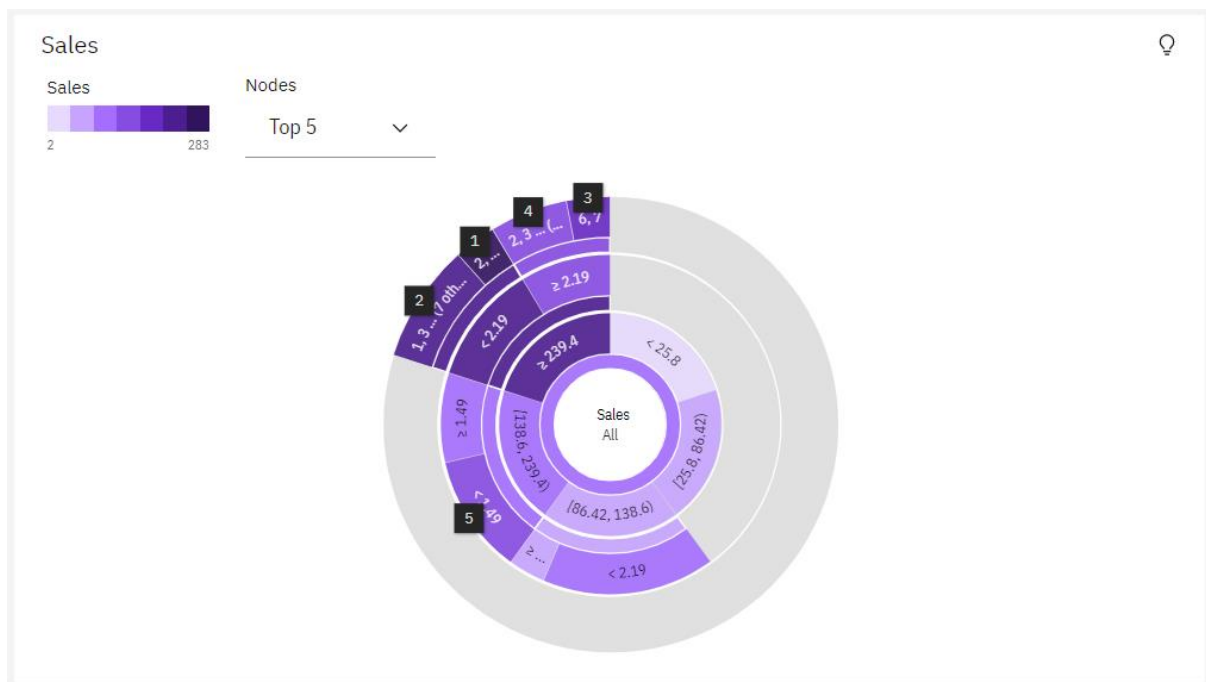 Sales
Sales
Nodes
Top 5
2
283
3
4
6, 7
2, 3 ... (...
1
2, ...
2
1, 3 ... (7 oth...
≥ 2.19
< 2.19
≥ 239.4
< 25.8
Sales
All
≥ 1.49
[138.6, 239.4)
[25.8, 86.42)
< 1.49
5
[86.42, 138.6)
≥ ...
< 2.19